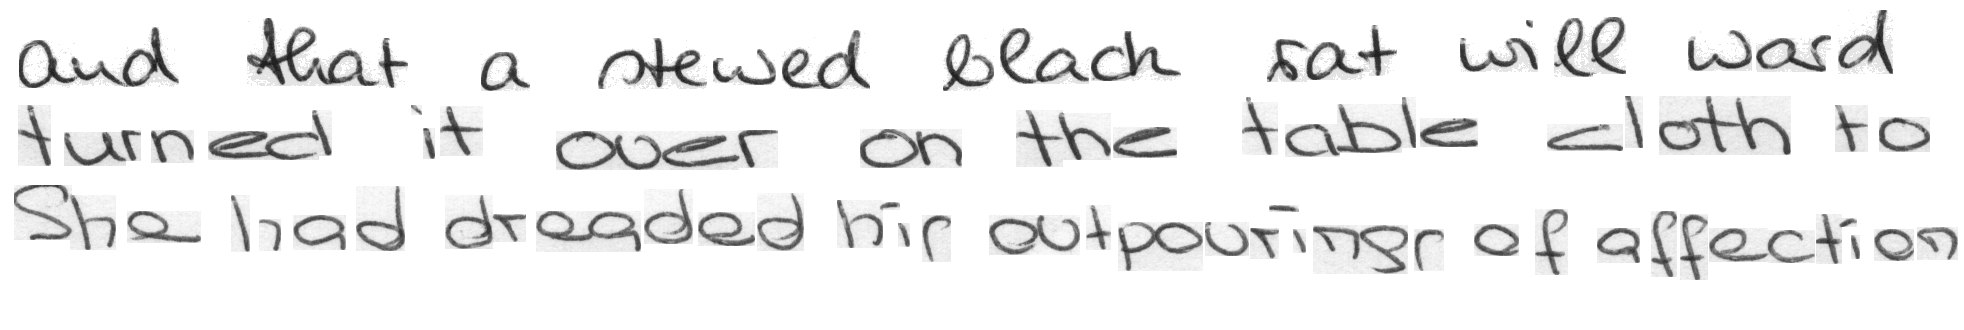 and that a stewed black rat will ward
turned it over on the table cloth to
She had dreaded his outpourings of affection